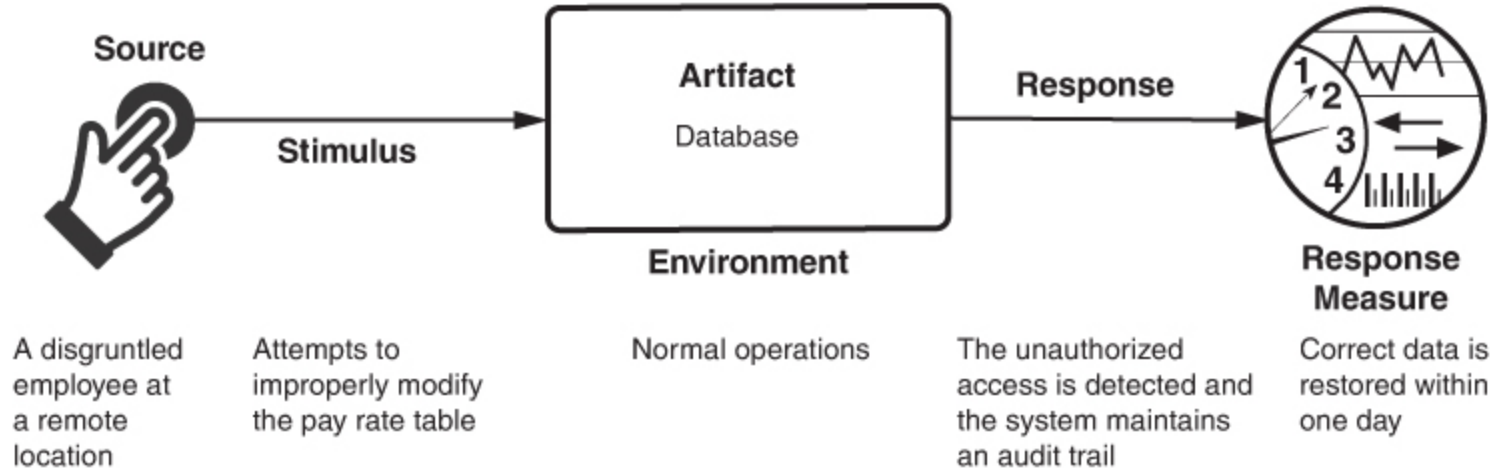 Source
Stimulus
Artifact
Database
Environment
Response
1
2
3
4
Response
Measure
A disgruntled
employee at
a remote
location
Attempts to
improperly modify
the pay rate table
Normal operations
The unauthorized
access is detected and
the system maintains
an audit trail
Correct data is
restored within
one day